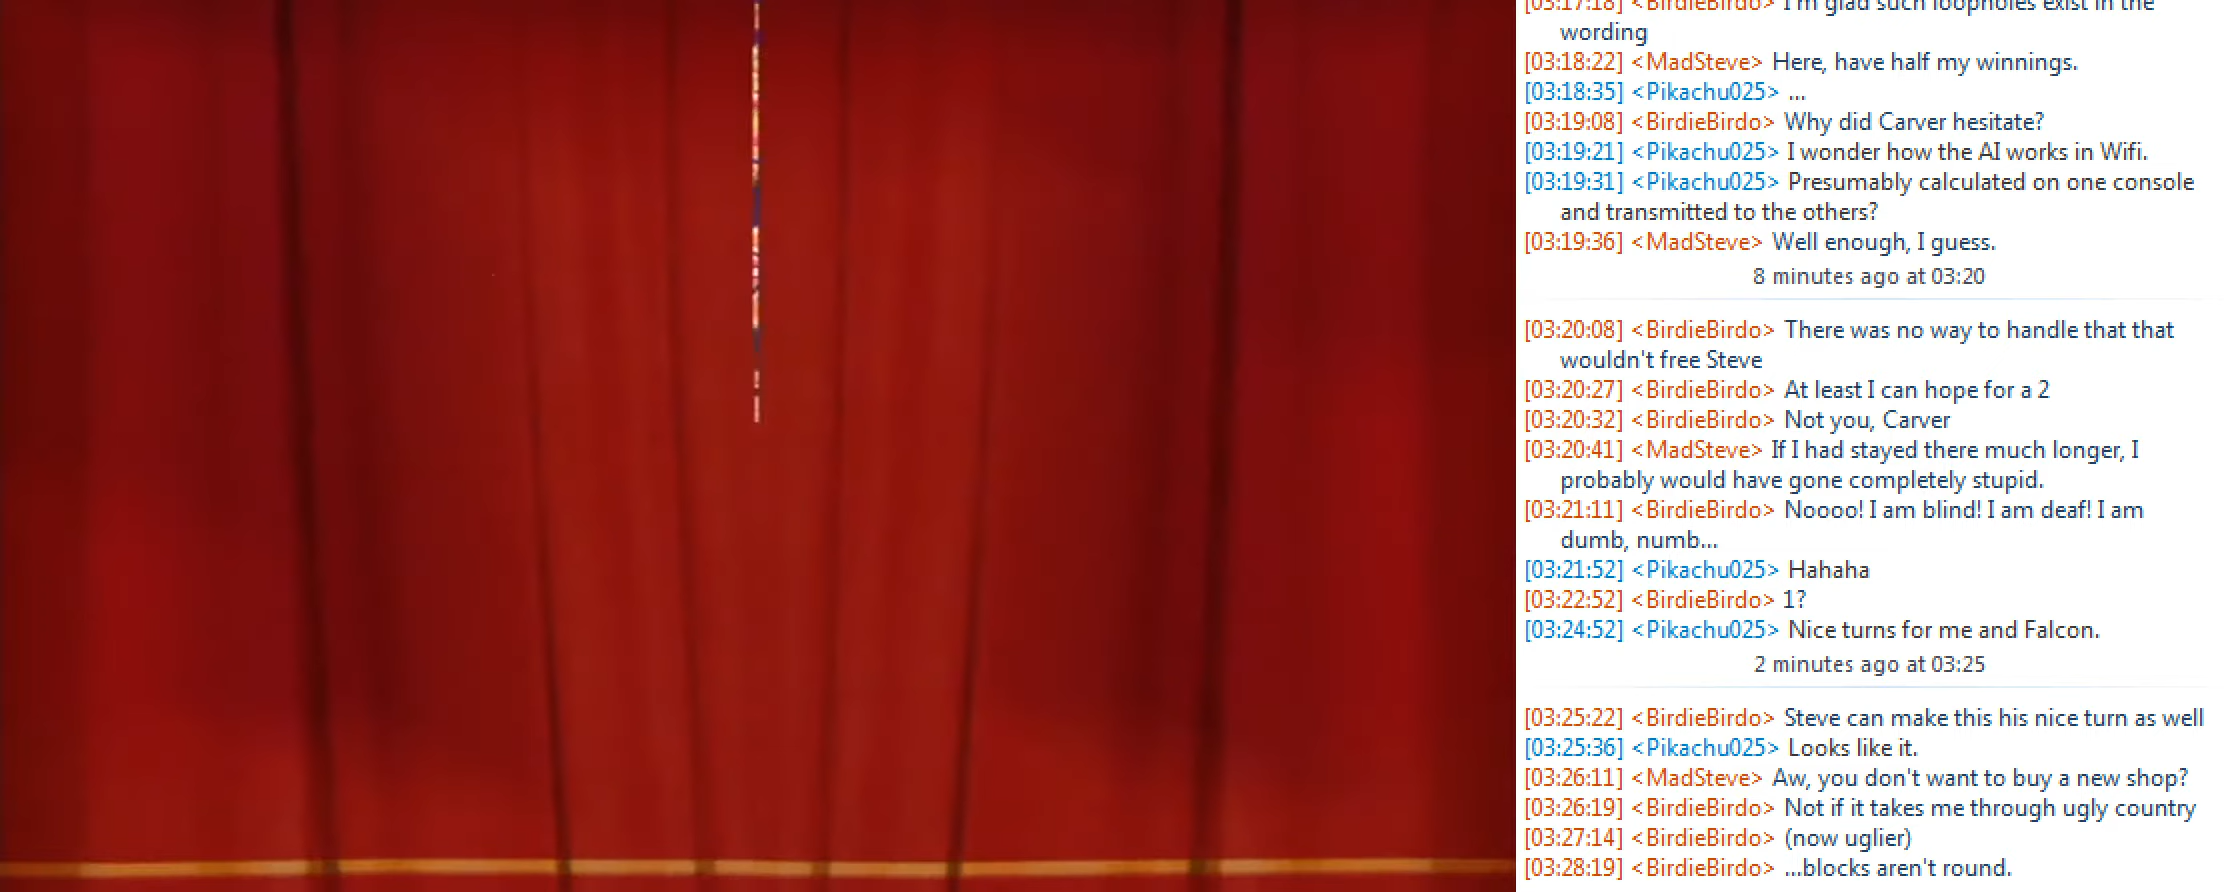 [03:17:18] <BirdieBirdo> I'm glad such loopholes exist in the
wording
[03:18:22] <MadSteve> Here, have half my winnings.
[03:18:35] <Pikachu025> ...
[03:19:08] <BirdieBirdo> Why did Carver hesitate?
[03:19:21] <Pikachu025> I wonder how the AI works in Wifi.
[03:19:31] <Pikachu025> Presumably calculated on one console
and transmitted to the others?
[03:19:36] <MadSteve> Well enough, I guess.
8 minutes ago at 03:20
[03:20:08] <BirdieBirdo> There was no way to handle that that
wouldn't free Steve
[03:20:27] <BirdieBirdo> At least I can hope for a 2
[03:20:32] <BirdieBirdo> Not you, Carver
[03:20:41] <MadSteve> If I had stayed there much longer, I
probably would have gone completely stupid.
[03:21:11] <BirdieBirdo> Noooo! I am blind! I am deaf! I am
dumb, numb...
[03:21:52] <Pikachu025> Hahaha
[03:22:52] <BirdieBirdo> 1?
[03:24:52] <Pikachu025> Nice turns for me and Falcon.
2 minutes ago at 03:25
[03:25:22] <BirdieBirdo> Steve can make this his nice turn as well
[03:25:36] <Pikachu025> Looks like it.
[03:26:11] <MadSteve> Aw, you don't want to buy a new shop?
[03:26:19] <BirdieBirdo> Not if it takes me through ugly country
[03:27:14] <BirdieBirdo> (now uglier)
[03:28:19] <BirdieBirdo> ...blocks aren't round.